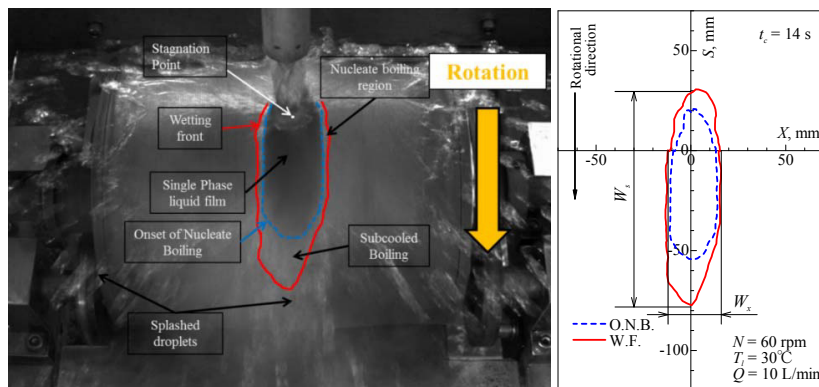 Stagnation
Point
Nucleate boiling
region
Rotation
Wetting
front
Single Phase
liquid film
Onset of Nucleate
Boiling
Subcooled
Boiling
Splashed
droplets
Rotational
direction
50
S, mm
t_c = 14 s
X, mm
-50
0
0
50
W_s
-50
W_x
O.N.B.
W.F.
-100
N = 60 rpm
T_l = 30℃
Q = 10 L/min